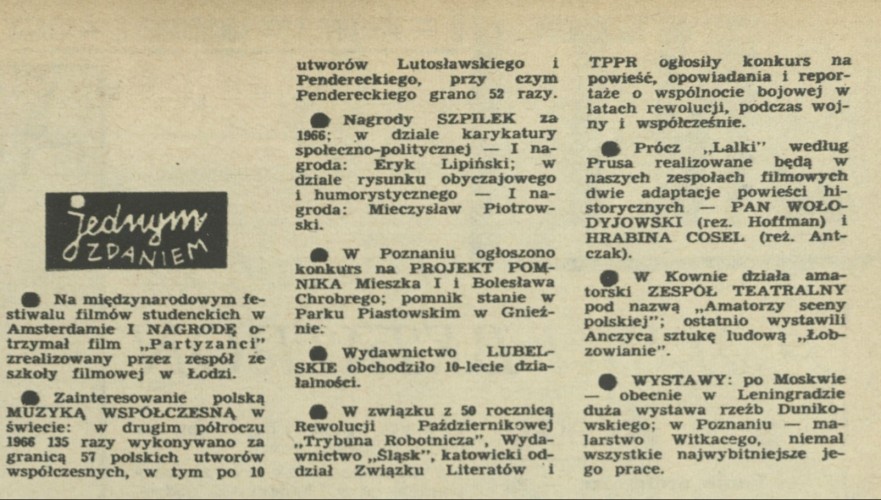 jednym
ZDANIEM
● Na międzynarodowym fe-
stiwalu filmów studenckich w
Amsterdamie I NAGRODĘ o-
trzymał film „Partyzanci"
zrealizowany przez zespół ze
szkoły filmowej w Łodzi.
● Zainteresowanie polską
MUZYKĄ WSPÓŁCZESNĄ w
świecie: w drugim półroczu
1966 135 razy wykonywano za
granicą 57 polskich utworów
współczesnych, w tym po 10
utworów Lutosławskiego i
Pendereckiego, przy czym
Pendereckiego grano 52 razy.
● Nagrody SZPILEK za
1966; w dziale karykatury
społeczno-politycznej — I na-
groda: Eryk Lipiński; w
dziale rysunku obyczajowego
i humorystycznego — I na-
groda: Mieczysław Piotrow-
ski.
● W Poznaniu ogłoszono
konkurs na PROJEKT POM-
NIKA Mieszka I i Bolesława
Chrobrego; pomnik stanie w
Parku Piastowskim w Gnieź-
nie.
● Wydawnictwo LUBEL-
SKIE obchodziło 10-lecie dzia-
łalności.
● W związku z 50 rocznicą
Rewolucji Październikowej
„Trybuna Robotnicza", Wyda-
wnictwo „Śląsk", katowicki od-
dział Związku Literatów i
TPPR ogłosiły konkurs na
powieść, opowiadania i repor-
taże o wspólnocie bojowej w
latach rewolucji, podczas woj-
ny i współcześnie.
● Prócz „Lalki" według
Prusa realizowane będą w
naszych zespołach filmowych
dwie adaptacje powieści hi-
storycznych — PAN WOŁO-
DYJOWSKI (rez. Hoffman) i
HRABINA COSEL (reż. Ant-
czak).
● W Kownie działa ama-
torski ZESPÓŁ TEATRALNY
pod nazwą „Amatorzy sceny
polskiej"; ostatnio wystawili
Anczyca sztukę ludową „Łob-
zowianie".
● WYSTAWY: po Moskwie
— obecnie w Leningradzie
duża wystawa rzeźb Duniko-
wskiego; w Poznaniu — ma-
larstwo Witkacego, niemal
wszystkie najwybitniejsze je-
go prace.